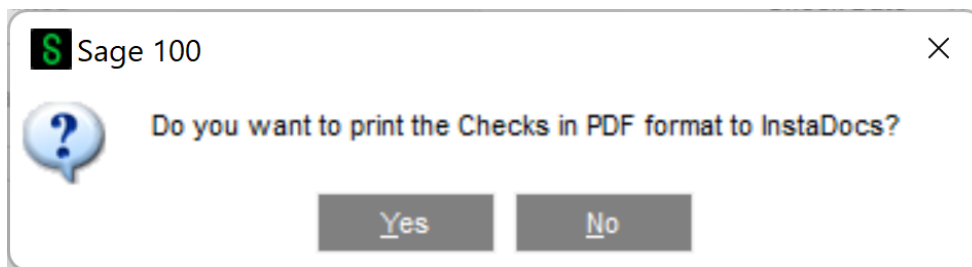 Sage 100
Do you want to print the Checks in PDF format to InstaDocs?
Yes
No